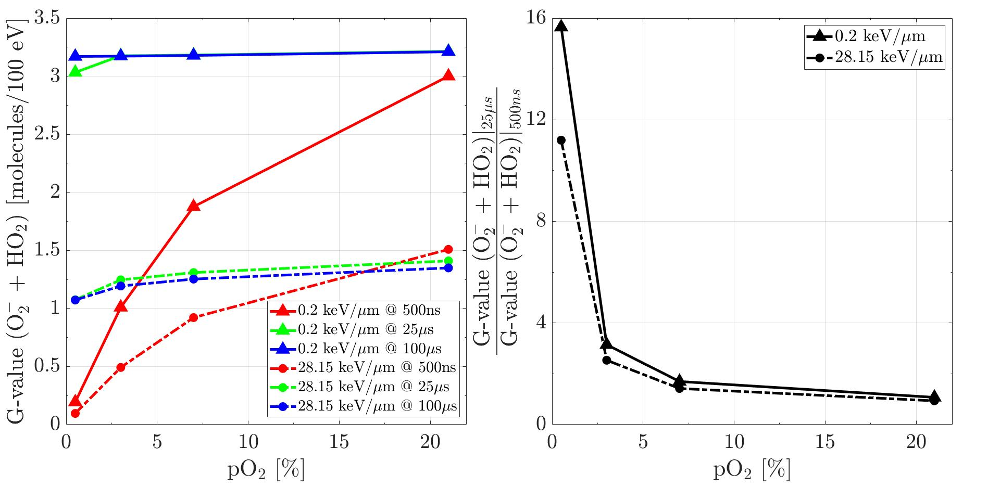 G-value (O₂⁻ + HO₂) [molecules/100 eV]
3.5
3
2.5
2
1.5
1
0.5
0
0 5 10 15 20
pO₂ [%]
0.2 keV/μm @ 500ns
0.2 keV/μm @ 25μs
0.2 keV/μm @ 100μs
28.15 keV/μm @ 500ns
28.15 keV/μm @ 25μs
28.15 keV/μm @ 100μs
G-value (O₂⁻ + HO₂)|25μs
G-value (O₂⁻ + HO₂)|500ns
16
12
8
4
0
0 5 10 15 20
pO₂ [%]
0.2 keV/μm
28.15 keV/μm